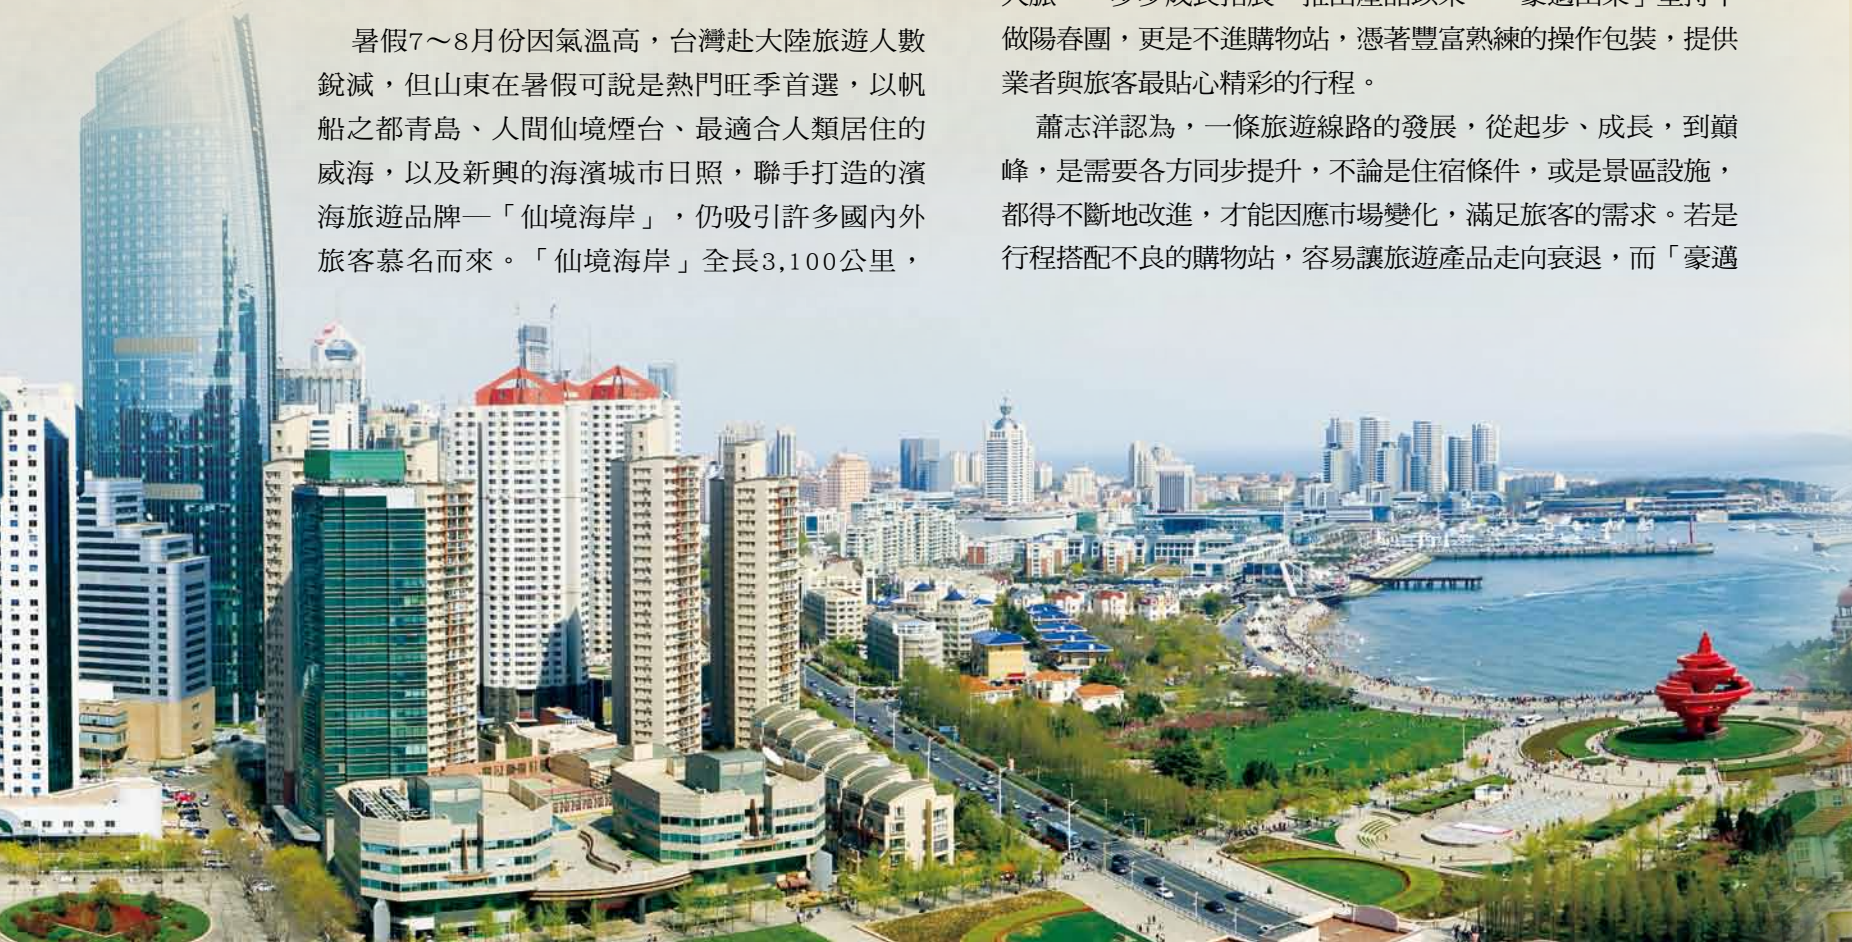 暑假7～8月份因氣溫高，台灣赴大陸旅遊人數
銳減，但山東在暑假可說是熱門旺季首選，以帆
船之都青島、人間仙境煙台、最適合人類居住的
威海，以及新興的海濱城市日照，聯手打造的濱
海旅遊品牌—「仙境海岸」，仍吸引許多國內外
旅客慕名而來。「仙境海岸」全長3,100公里，
做陽春團，更是不進購物站，憑著豐富熟練的操作包裝，提供
業者與旅客最貼心精彩的行程。
蕭志洋認為，一條旅遊線路的發展，從起步、成長，到巔
峰，是需要各方同步提升，不論是住宿條件，或是景區設施，
都得不斷地改進，才能因應市場變化，滿足旅客的需求。若是
行程搭配不良的購物站，容易讓旅遊產品走向衰退，而「豪邁